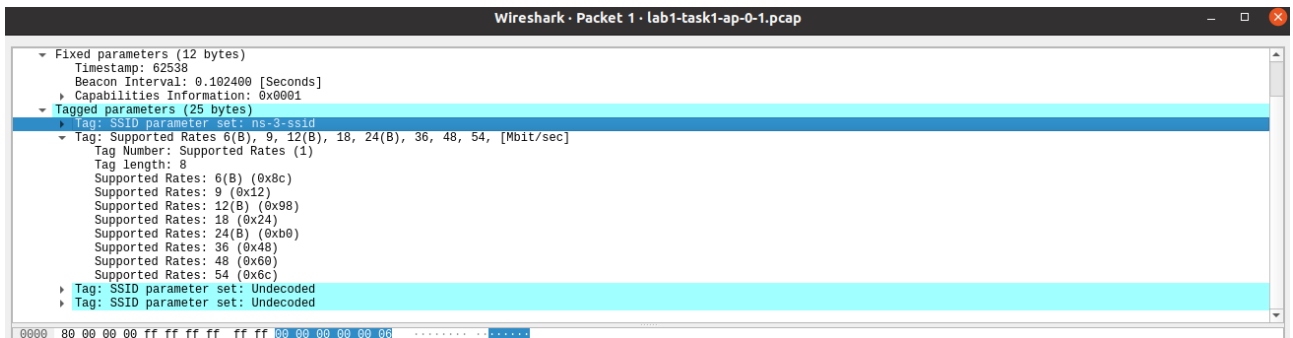 Wireshark · Packet 1 · lab1-task1-ap-0-1.pcap
Fixed parameters (12 bytes)
Timestamp: 62538
Beacon Interval: 0.102400 [Seconds]
Capabilities Information: 0x0001
Tagged parameters (25 bytes)
Tag: SSID parameter set: ns-3-ssid
Tag: Supported Rates 6(B), 9, 12(B), 18, 24(B), 36, 48, 54, [Mbit/sec]
Tag Number: Supported Rates (1)
Tag length: 8
Supported Rates: 6(B) (0x8c)
Supported Rates: 9 (0x12)
Supported Rates: 12(B) (0x98)
Supported Rates: 18 (0x24)
Supported Rates: 24(B) (0xb0)
Supported Rates: 36 (0x48)
Supported Rates: 48 (0x60)
Supported Rates: 54 (0x6c)
Tag: SSID parameter set: Undecoded
Tag: SSID parameter set: Undecoded
0000 80 00 00 00 ff ff ff ff ff ff 00 00 00 00 00 06 ········ ········